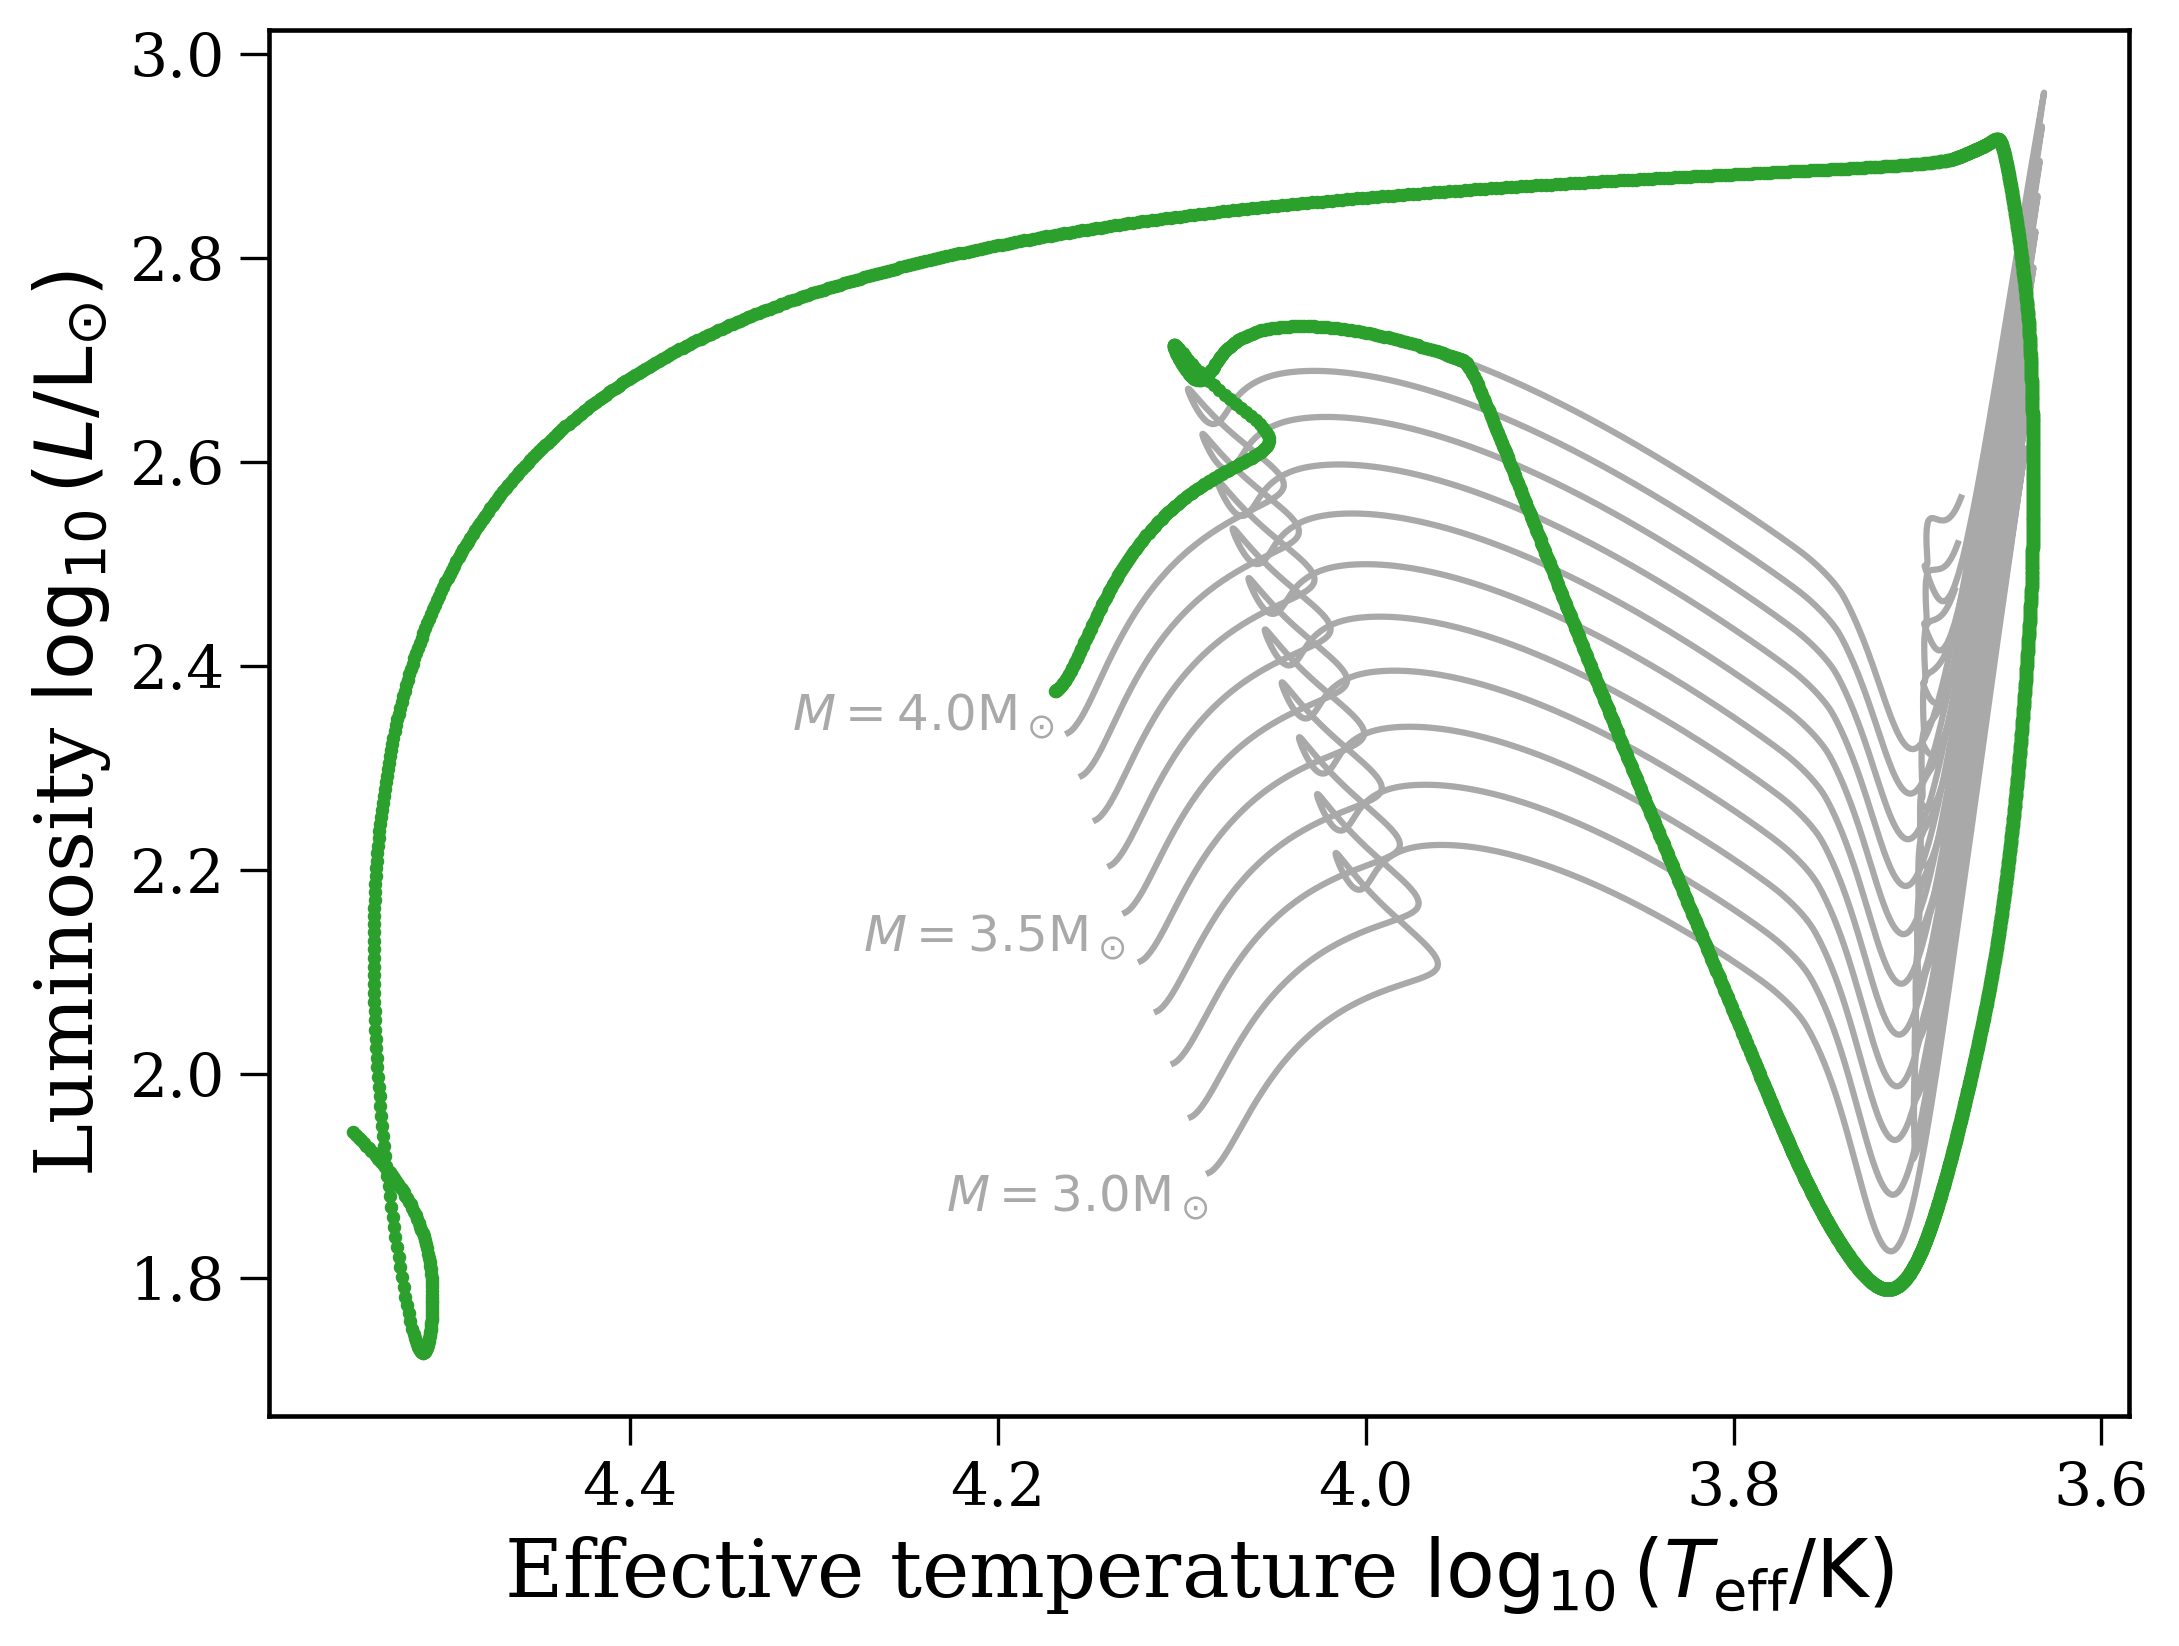 Luminosity log₁₀ (L/L⊙)
3.0
2.8
2.6
2.4
2.2
2.0
1.8
M = 4.0M⊙
M = 3.5M⊙
M = 3.0M⊙
4.4 4.2 4.0 3.8 3.6
Effective temperature log₁₀ (T_eff/K)